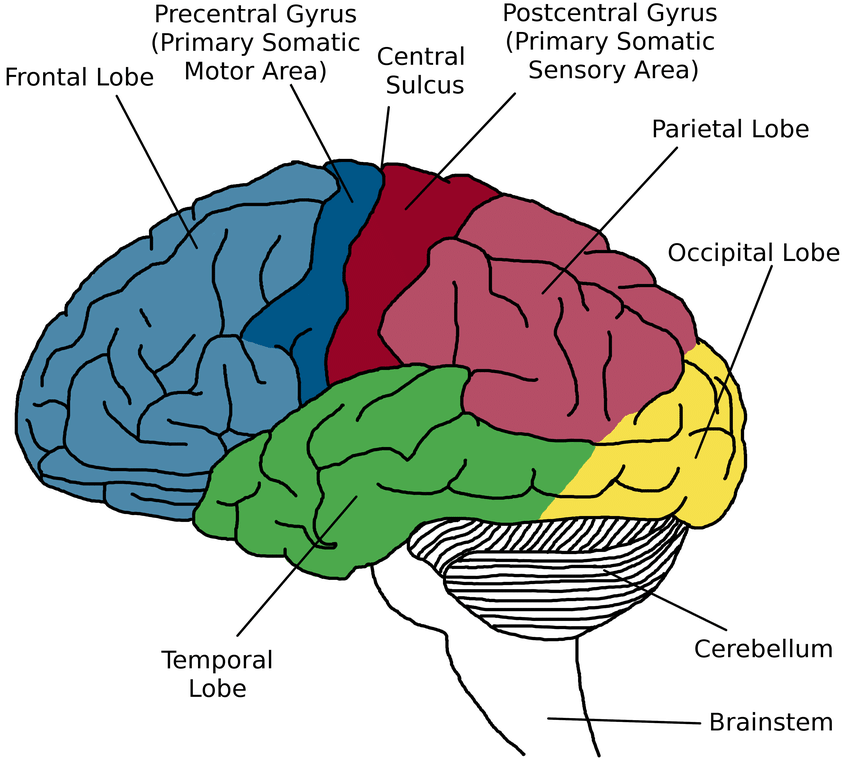 Precentral Gyrus
(Primary Somatic
Motor Area)
Postcentral Gyrus
(Primary Somatic
Sensory Area)
Central
Sulcus
Frontal Lobe
Parietal Lobe
Occipital Lobe
Temporal
Lobe
Cerebellum
Brainstem